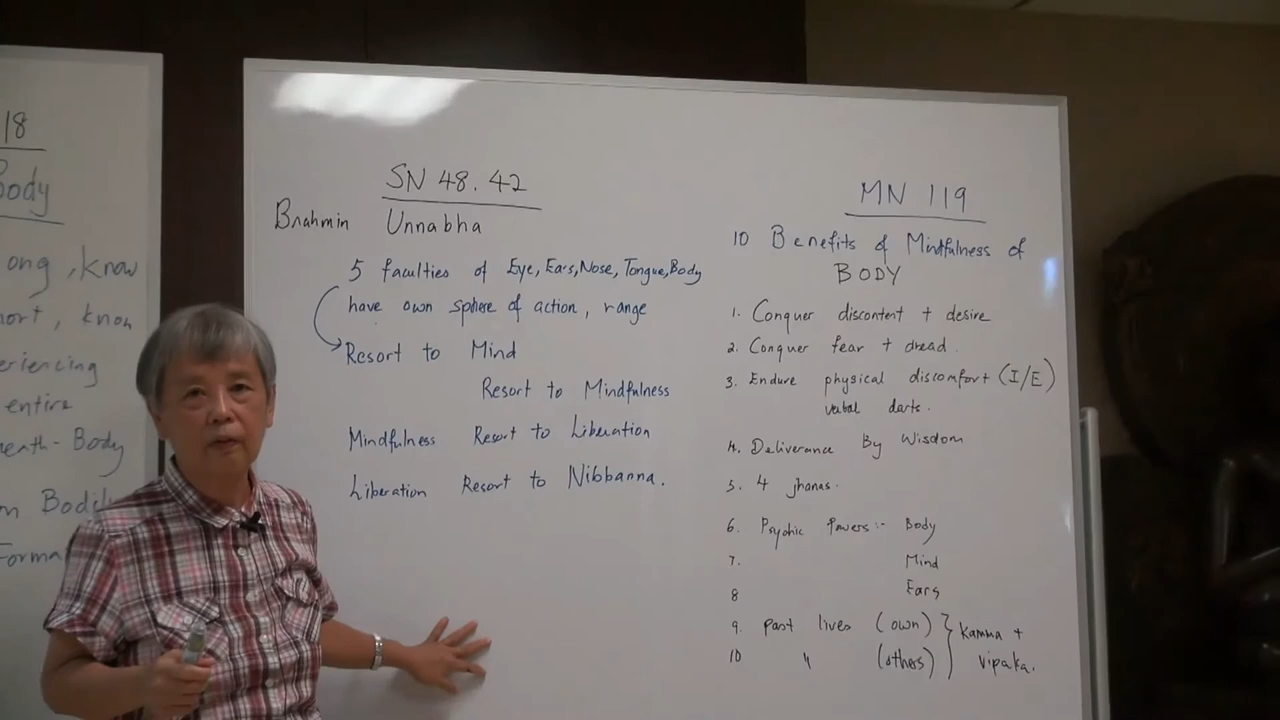 18
Body
ong, know
ort, know
eriencing
entire
eath-Body
Bodil
Forma
SN 48.42
Brahmin Unnabha
5 faculties of Eye, Ears, Nose, Tongue, Body
have own sphere of action, range
Resort to Mind
Resort to Mindfulness
Mindfulness Resort to Liberation
Liberation Resort to Nibbanna.
MN 119
10 Benefits of Mindfulness of
BODY
1. Conquer discontent + desire
2. Conquer fear + dread.
3. Endure physical discomfort (I/E)
verbal darts.
4. Deliverance By Wisdom
5. 4 jhanas.
6. Psychic Powers:- Body
7. Mind
8 Ears
9. Past lives (own) } Kamma +
10 " (others) } Vipaka.